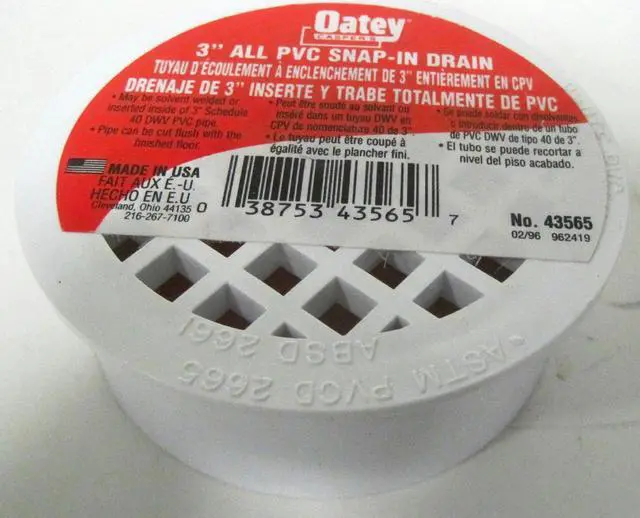 Oatey®
CASPERS
3" ALL PVC SNAP-IN DRAIN
TUYAU D'ÉCOULEMENT À ENCLENCHEMENT DE 3" ENTIÈREMENT EN CPV
DRENAJE DE 3" INSERTE Y TRABE TOTALMENTE DE PVC
• May be solvent welded or
inserted inside of 3" Schedule
40 DWV PVC pipe.
• Pipe can be cut flush with the
finished floor.
• Peut être soudé au solvant ou
inséré dans un tuyau DWV en
CPV de nomenclature 40 de 3".
• Le tuyau peut être coupé à
égalité avec le plancher fini.
• Se puede soldar con disolventes
o introducir dentro de un tubo
de PVC DWV de tipo 40 de 3".
• El tubo se puede recortar a
nivel del piso acabado.
MADE IN USA
FAIT AUX E.-U.
HECHO EN E.U.
Cleveland, Ohio 44135
216-267-7100
0 38753 43565 7
No. 43565
02/96 962419
*ASTM PVCD 2665
ABSD 2661